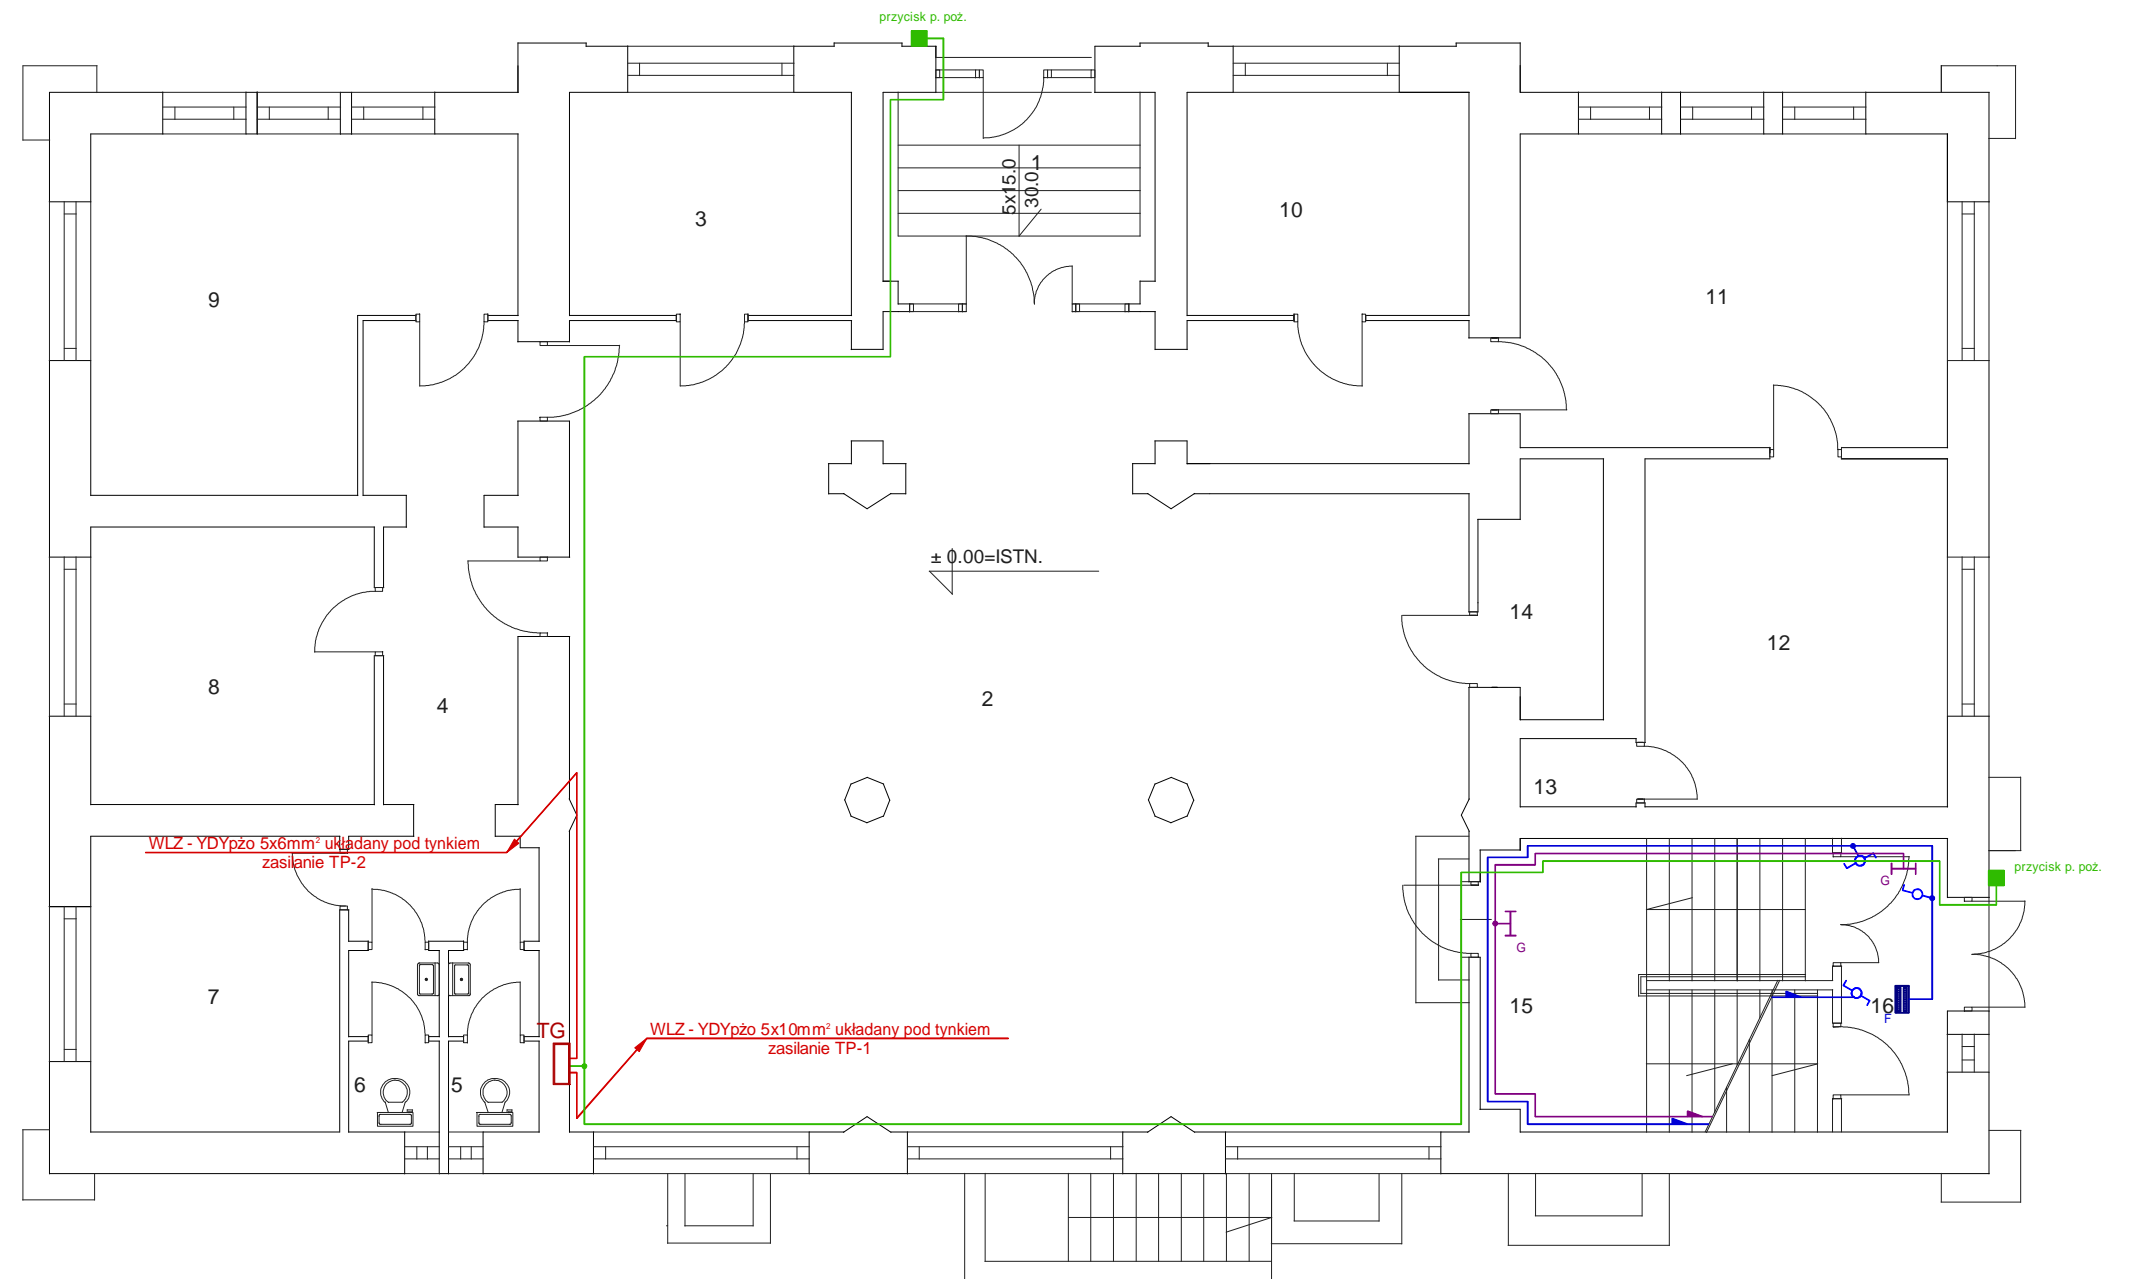 przycisk p. poż.
5x15.0
30.0
1
3
10
9
11
± 0.00=ISTN.
14
12
8
4
2
13
WLZ - YDYpżo 5x6mm² układany pod tynkiem
zasilanie TP-2
przycisk p. poż.
G
G
7
15
16
F
TG
WLZ - YDYpżo 5x10mm² układany pod tynkiem
zasilanie TP-1
6
5